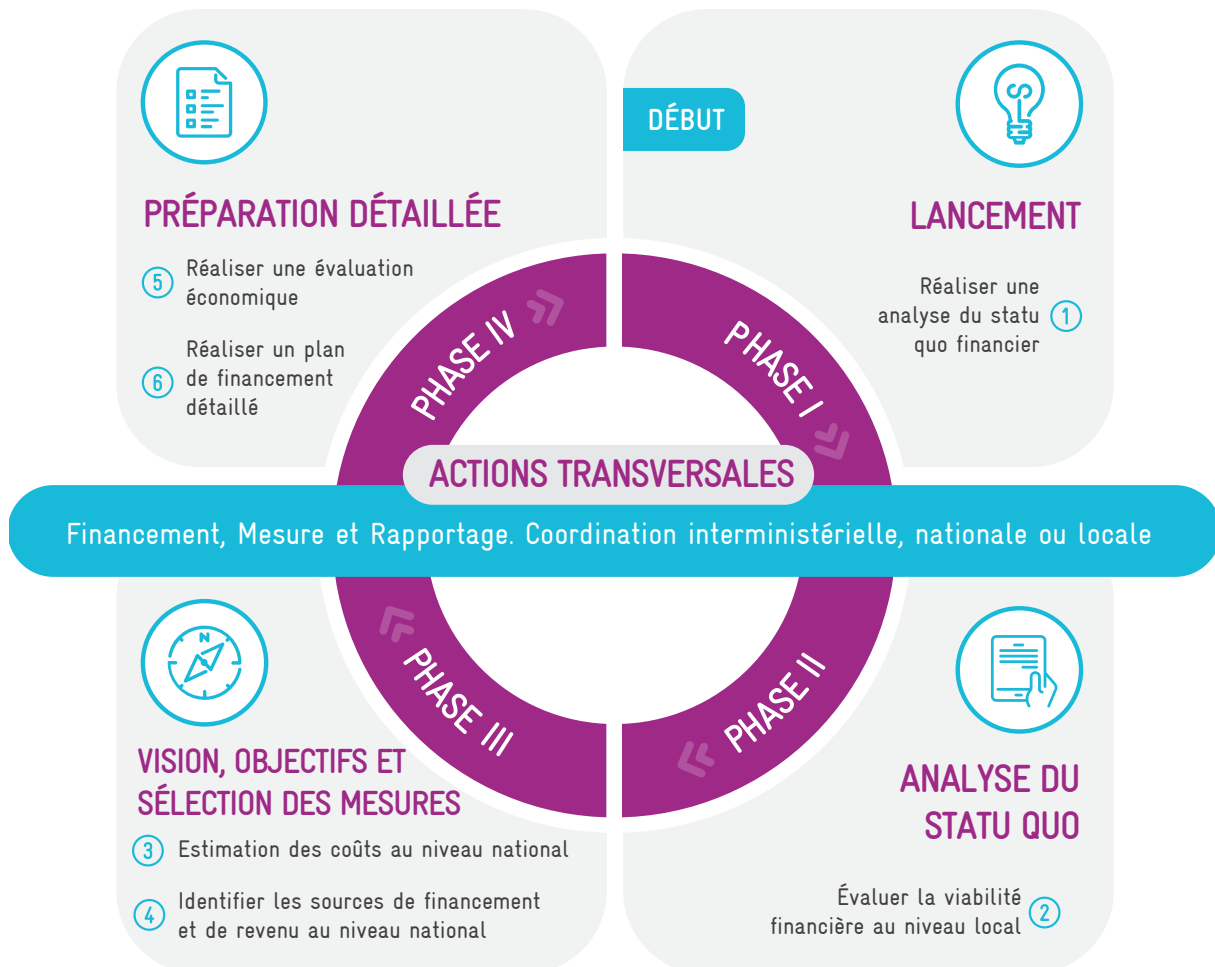 DÉBUT
LANCEMENT
Réaliser une
analyse du statu
quo financier
1
PHASE I
PHASE II
ANALYSE DU
STATU QUO
Évaluer la viabilité
financière au niveau local
2
PHASE III
N
VISION, OBJECTIFS ET
SÉLECTION DES MESURES
3 Estimation des coûts au niveau national
4 Identifier les sources de financement
et de revenu au niveau national
PHASE IV
PRÉPARATION DÉTAILLÉE
5 Réaliser une évaluation
économique
6 Réaliser un plan
de financement
détaillé
ACTIONS TRANSVERSALES
Financement, Mesure et Rapportage. Coordination interministérielle, nationale ou locale